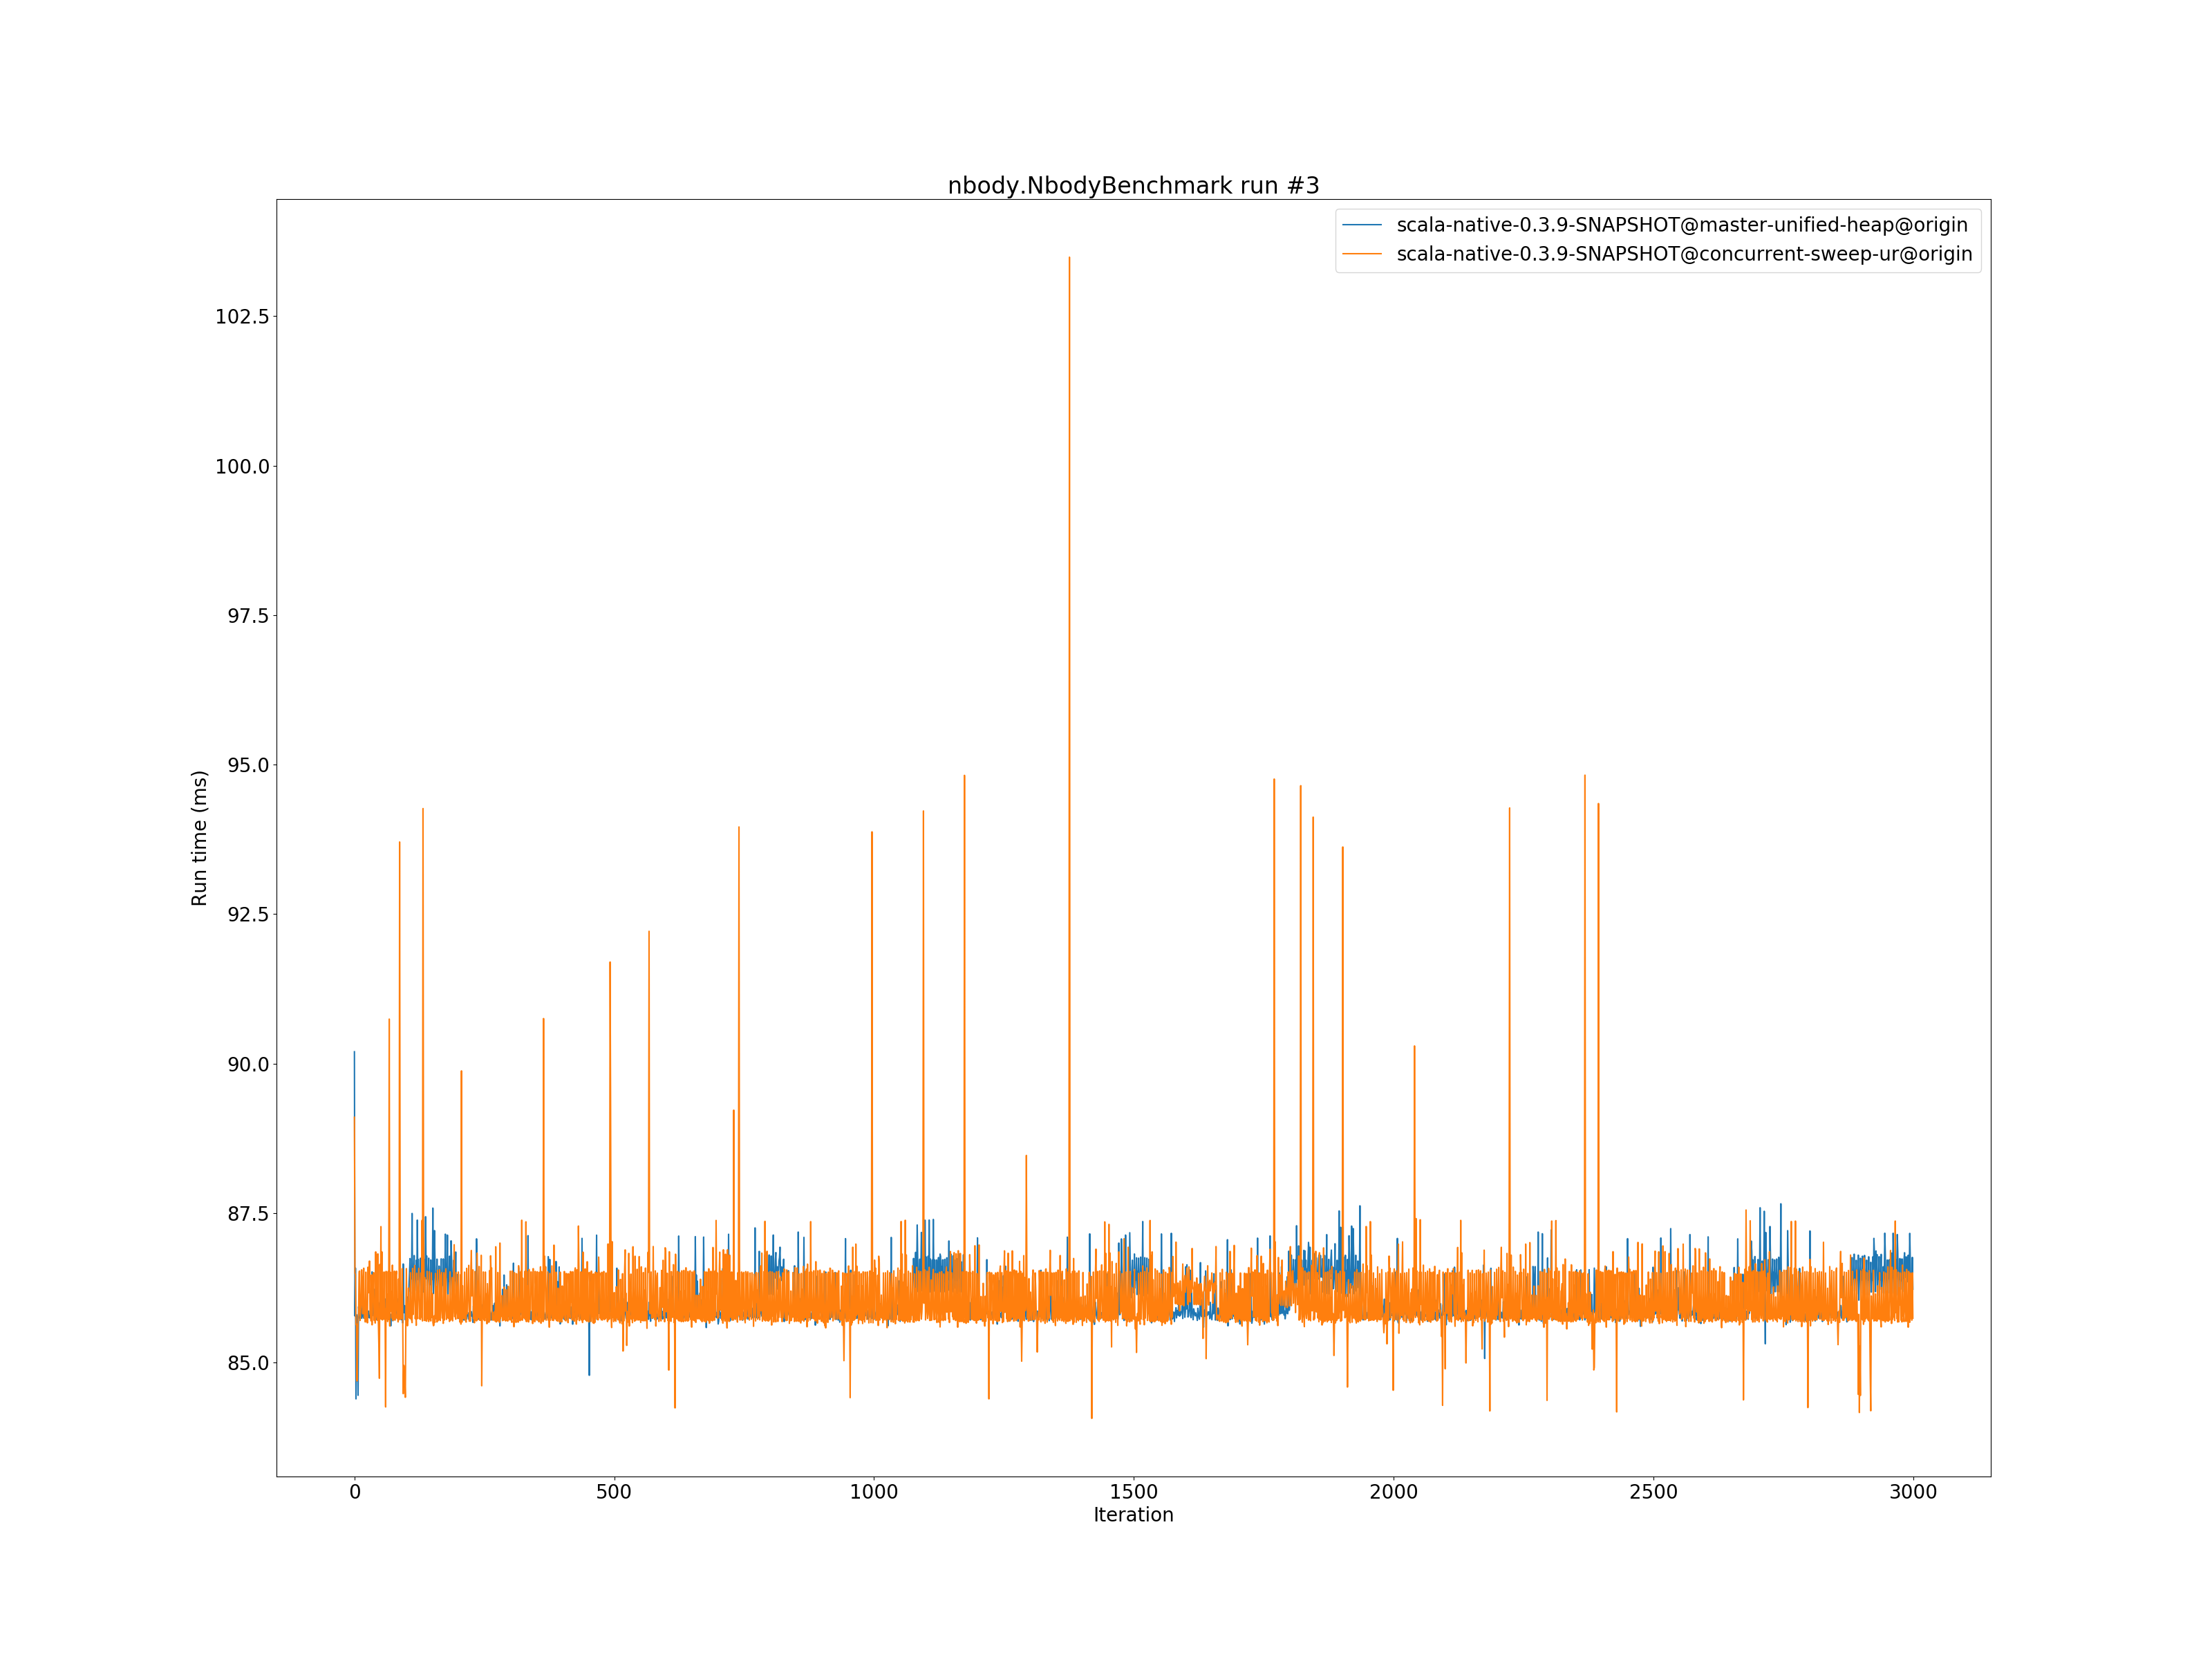 nbody.NbodyBenchmark run #3
scala-native-0.3.9-SNAPSHOT@master-unified-heap@origin
scala-native-0.3.9-SNAPSHOT@concurrent-sweep-ur@origin
102.5
100.0
97.5
95.0
92.5
90.0
87.5
85.0
Run time (ms)
0 500 1000 1500 2000 2500 3000
Iteration